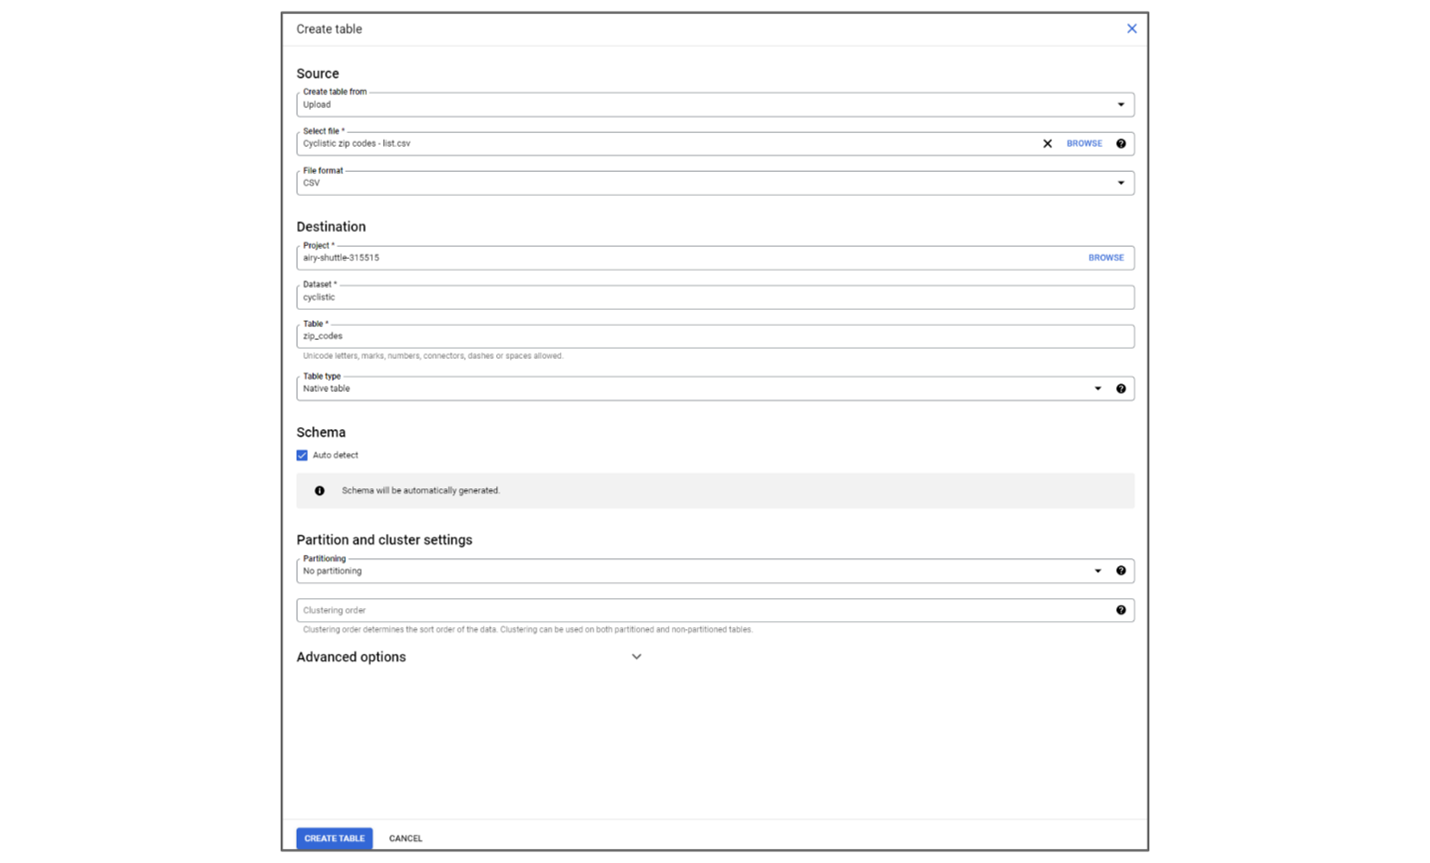 Create table
Source
Create table from
Upload
Select file *
Cyclistic zip codes - list.csv
BROWSE
File format
CSV
Destination
Project *
airy-shuttle-315515
BROWSE
Dataset *
cyclistic
Table *
zip_codes
Unicode letters, marks, numbers, connectors, dashes or spaces allowed.
Table type
Native table
Schema
Auto detect
Schema will be automatically generated.
Partition and cluster settings
Partitioning
No partitioning
Clustering order
Clustering order determines the sort order of the data. Clustering can be used on both partitioned and non-partitioned tables.
Advanced options
CREATE TABLE CANCEL